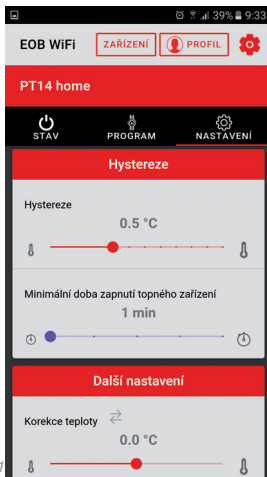 39% 9:33
EOB WiFi ZAŘÍZENÍ PROFIL
PT14 home
STAV PROGRAM NASTAVENÍ
Hystereze
Hystereze
0.5 °C
Minimální doba zapnutí topného zařízení
1 min
Další nastavení
Korekce teploty
0.0 °C